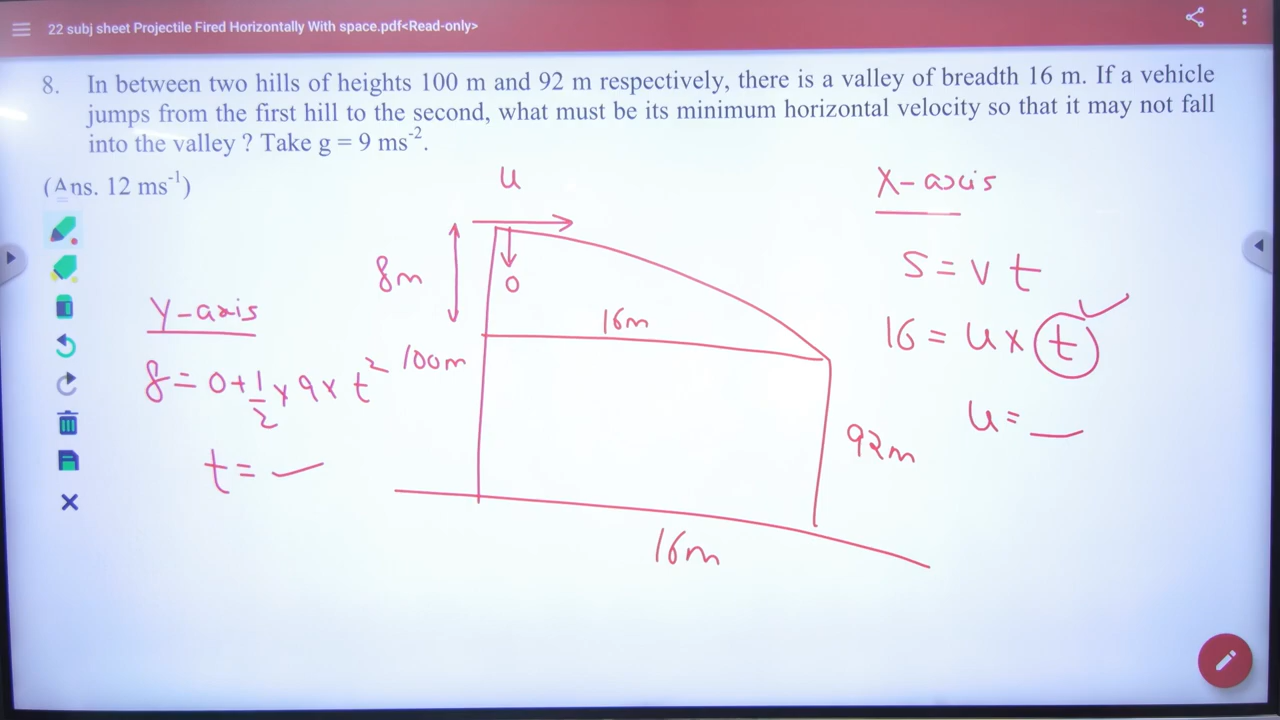 22 subj sheet Projectile Fired Horizontally With space.pdf<Read-only>
8. In between two hills of heights 100 m and 92 m respectively, there is a valley of breadth 16 m. If a vehicle
jumps from the first hill to the second, what must be its minimum horizontal velocity so that it may not fall
into the valley ? Take g = 9 ms⁻².
(Ans. 12 ms⁻¹)
u
8m
0
16m
100m
92m
16m
Y-axis
8 = 0 + 1/2 × 9 × t²
t =
X-axis
S = v t
16 = u × t
u =